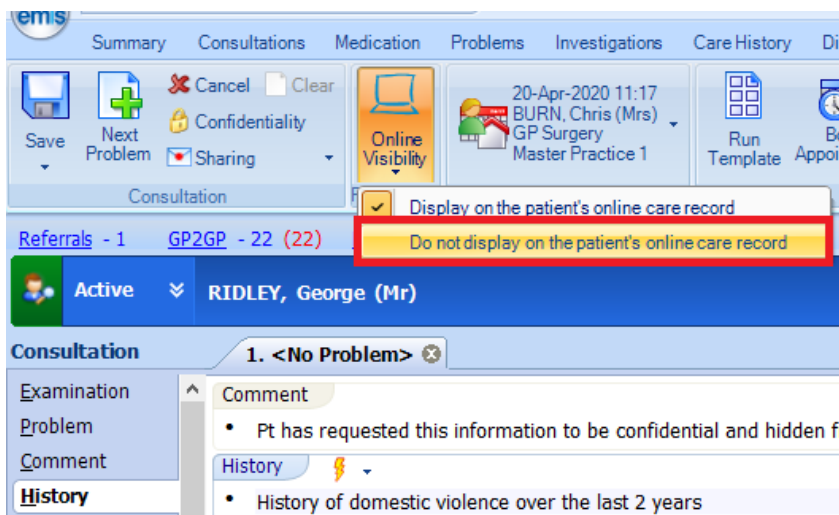 emis
Summary Consultations Medication Problems Investigations Care History
Save
Next Problem
Cancel Clear
Confidentiality
Sharing
Consultation
Online Visibility
20-Apr-2020 11:17
BURN, Chris (Mrs)
GP Surgery
Master Practice 1
Run Template
Display on the patient's online care record
Do not display on the patient's online care record
Referrals - 1 GP2GP - 22 (22)
Active RIDLEY, George (Mr)
Consultation 1. <No Problem>
Examination
Problem
Comment
History
Comment
• Pt has requested this information to be confidential and hidden
History
• History of domestic violence over the last 2 years